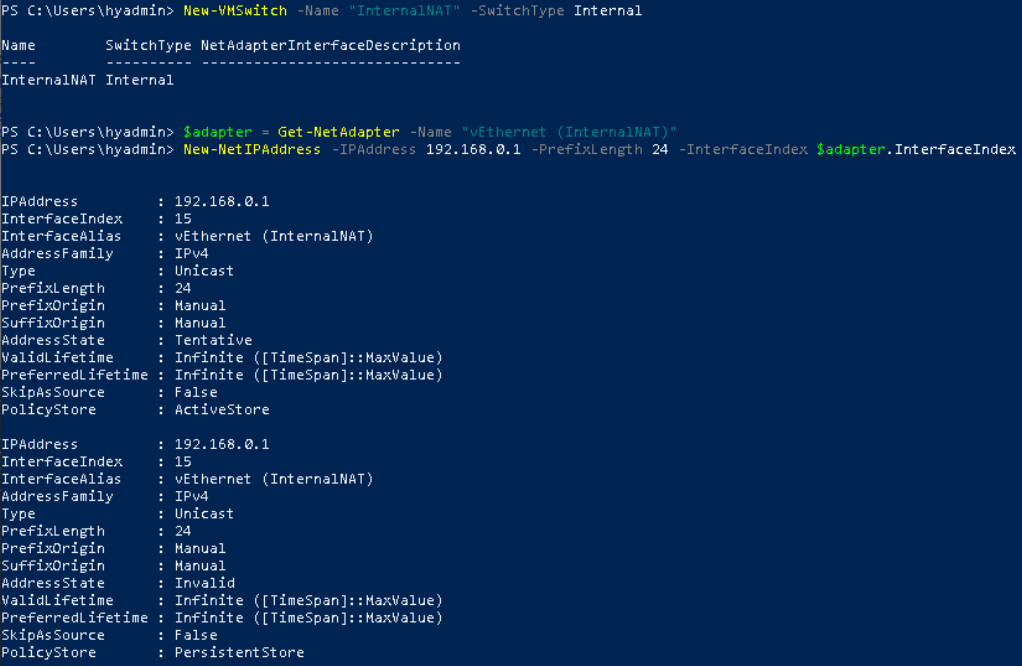 PS C:\Users\hyadmin> New-VMSwitch -Name "InternalNAT" -SwitchType Internal
Name        SwitchType NetAdapterInterfaceDescription
----        ---------- ------------------------------
InternalNAT Internal
PS C:\Users\hyadmin> $adapter = Get-NetAdapter -Name "vEthernet (InternalNAT)"
PS C:\Users\hyadmin> New-NetIPAddress -IPAddress 192.168.0.1 -PrefixLength 24 -InterfaceIndex $adapter.InterfaceIndex
IPAddress         : 192.168.0.1
InterfaceIndex    : 15
InterfaceAlias    : vEthernet (InternalNAT)
AddressFamily     : IPv4
Type              : Unicast
PrefixLength      : 24
PrefixOrigin      : Manual
SuffixOrigin      : Manual
AddressState      : Tentative
ValidLifetime     : Infinite ([TimeSpan]::MaxValue)
PreferredLifetime : Infinite ([TimeSpan]::MaxValue)
SkipAsSource      : False
PolicyStore       : ActiveStore
IPAddress         : 192.168.0.1
InterfaceIndex    : 15
InterfaceAlias    : vEthernet (InternalNAT)
AddressFamily     : IPv4
Type              : Unicast
PrefixLength      : 24
PrefixOrigin      : Manual
SuffixOrigin      : Manual
AddressState      : Invalid
ValidLifetime     : Infinite ([TimeSpan]::MaxValue)
PreferredLifetime : Infinite ([TimeSpan]::MaxValue)
SkipAsSource      : False
PolicyStore       : PersistentStore